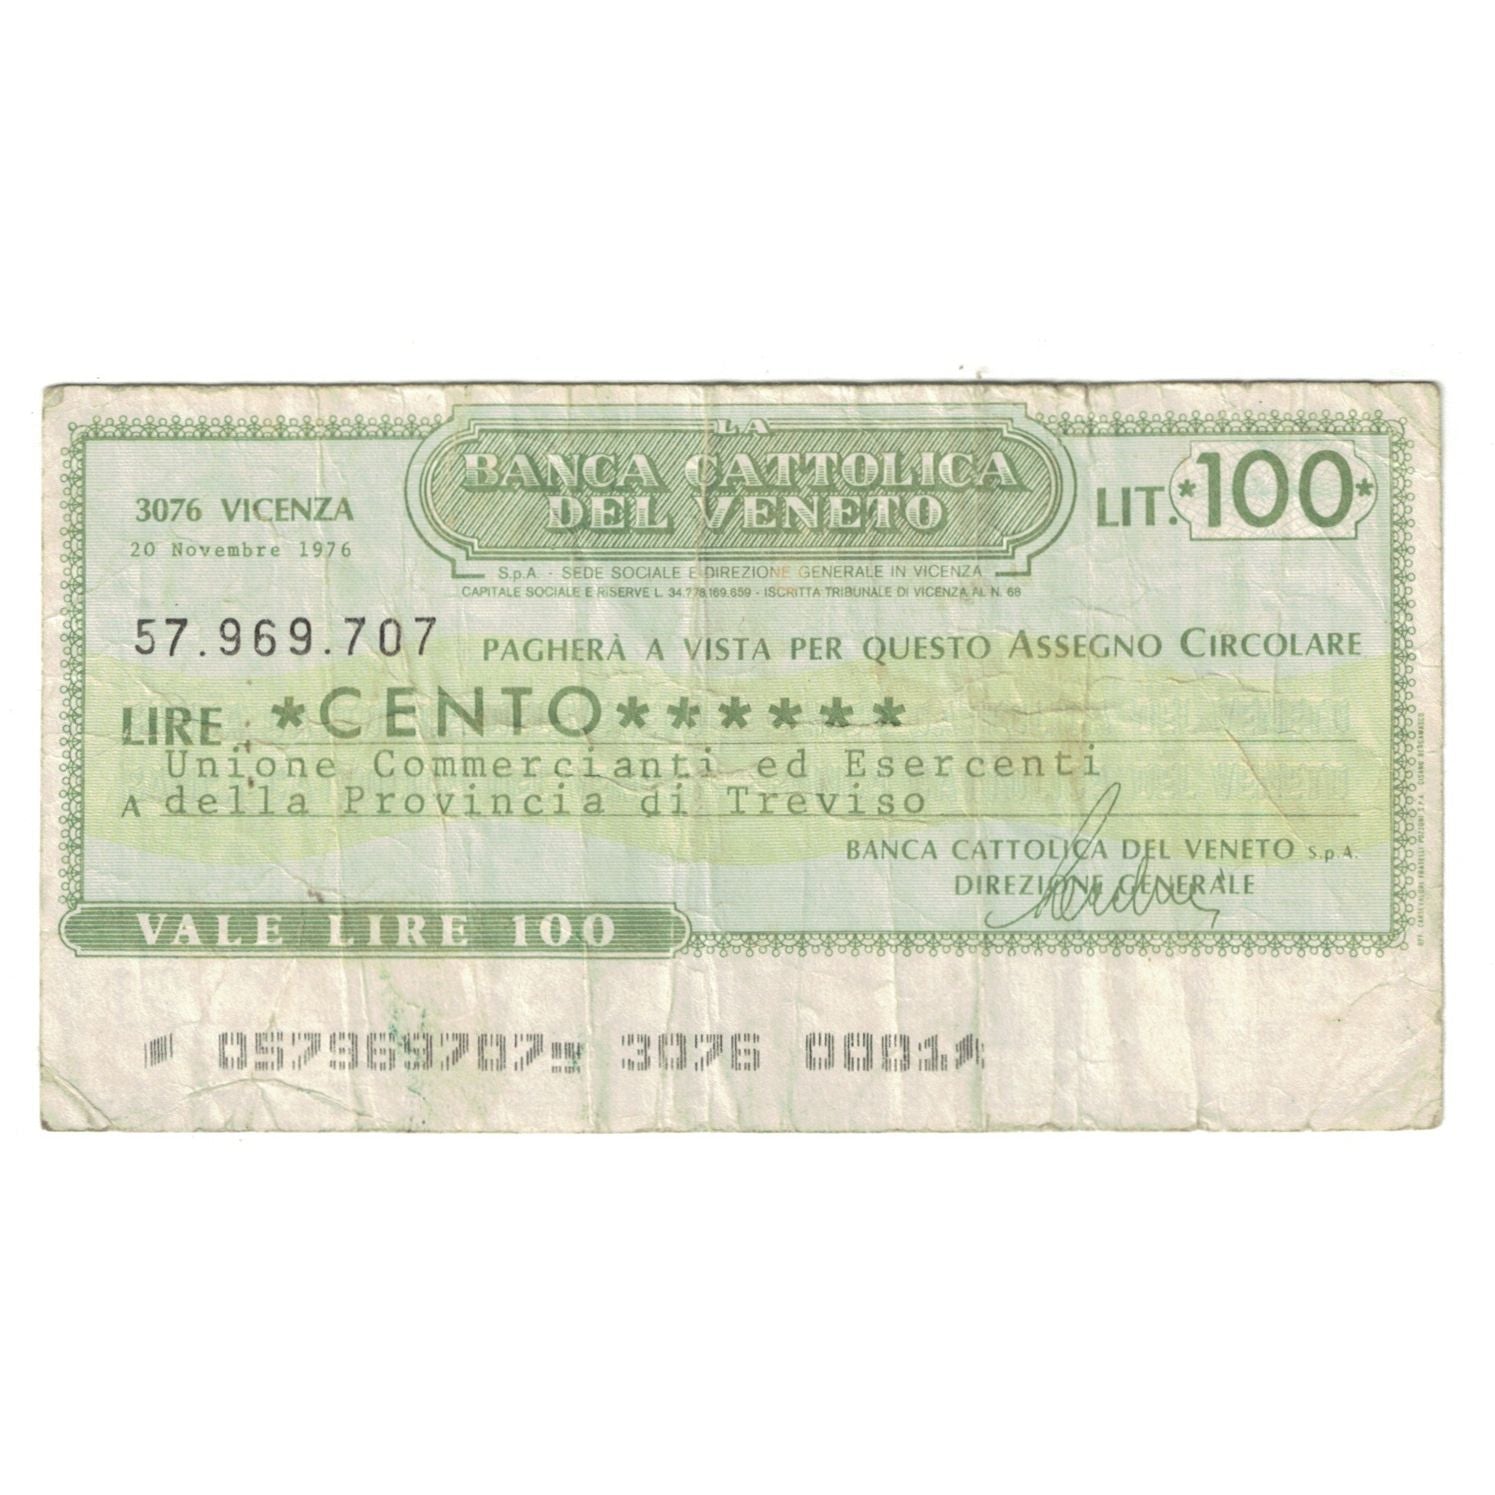 LA
BANCA CATTOLICA
DEL VENETO
S.p.A. - SEDE SOCIALE E DIREZIONE GENERALE IN VICENZA
CAPITALE SOCIALE E RISERVE L. 34.778.169.659 - ISCRITTA TRIBUNALE DI VICENZA AL N. 68
3076 VICENZA
20 Novembre 1976
LIT. *100*
57.969.707 PAGHERÀ A VISTA PER QUESTO ASSEGNO CIRCOLARE
LIRE *CENTO******
Unione Commercianti ed Esercenti
A della Provincia di Treviso
BANCA CATTOLICA DEL VENETO S.p.A.
DIREZIONE GENERALE
VALE LIRE 100
057969707 3076 0001